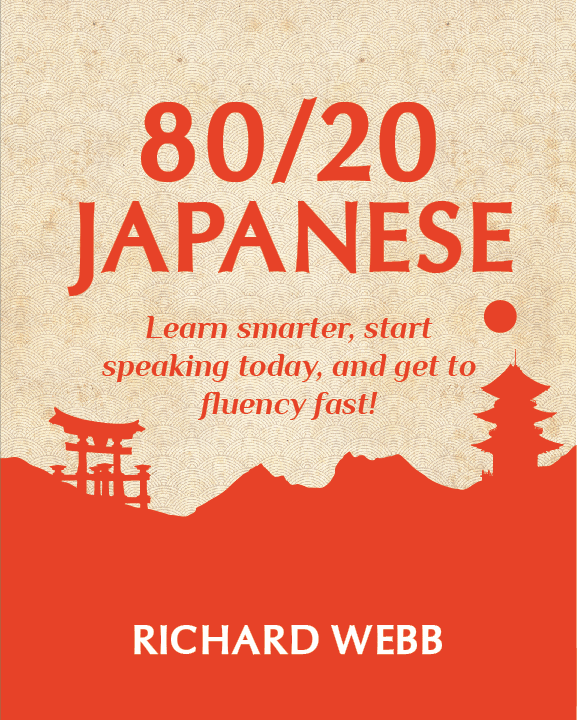 80/20
JAPANESE
Learn smarter, start
speaking today, and get to
fluency fast!
RICHARD WEBB